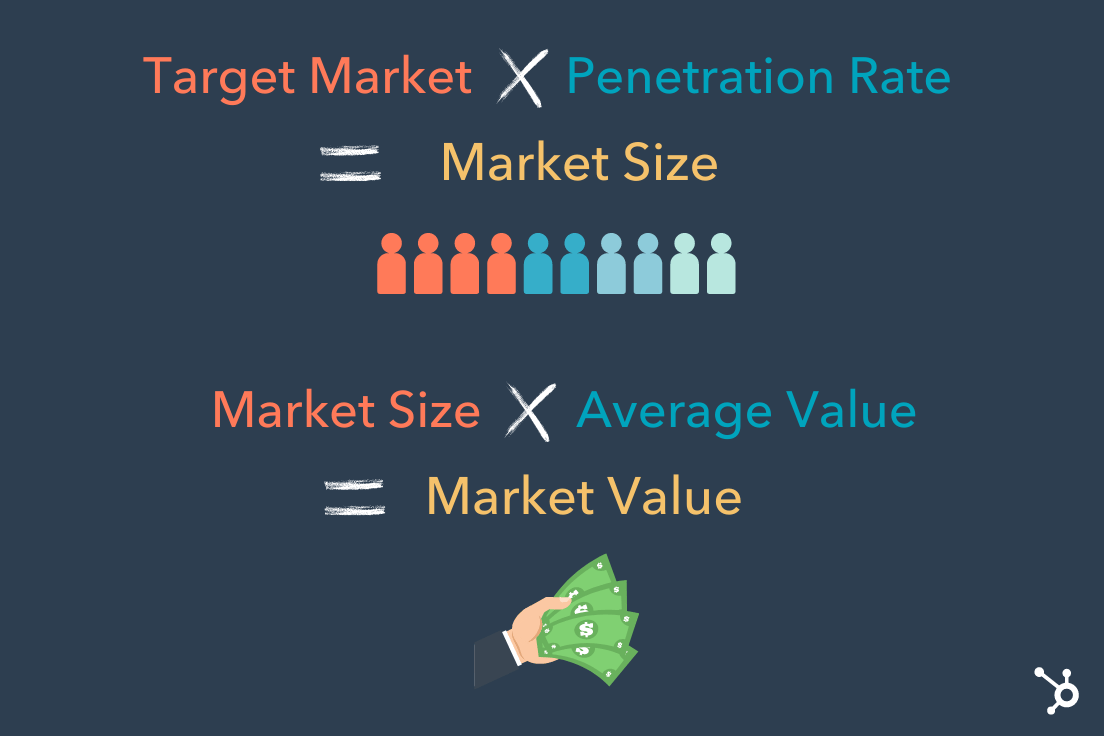 Target Market X Penetration Rate
= Market Size
Market Size X Average Value
= Market Value
$ $ $ $ $ $